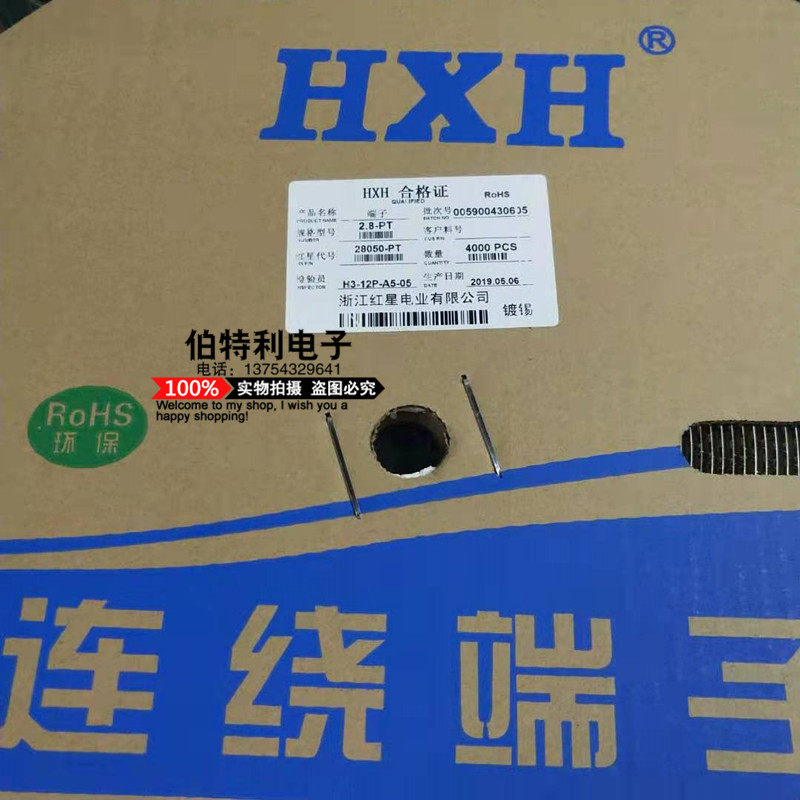 HXH®
HXH 合格证 RoHS
QUALIFIED
产品名称 端子 批次号 005900430605
PRODUCT NAME BATCH NO
规格型号 2.8-PT 客户料号
红星代号 28050-PT 数量 4000 PCS
QUANTITY
检验员 H3-12P-A5-05 生产日期 2019.05.06
INSPECTOR
浙江红星电业有限公司 镀锡
伯特利电子
电话：13754329641
100% 实物拍摄 盗图必究
Welcome to my shop, I wish you a
happy shopping!
RoHS
环保
连绕端子